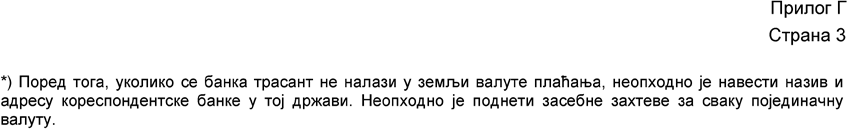 Прилог Г
Страна 3
*) Поред тога, уколико се банка трасант не налази у земљи валуте плаћања, неопходно је навести назив и
адресу кореспондентске банке у тој држави. Неопходно је поднети засебне захтеве за сваку појединачну
валуту.